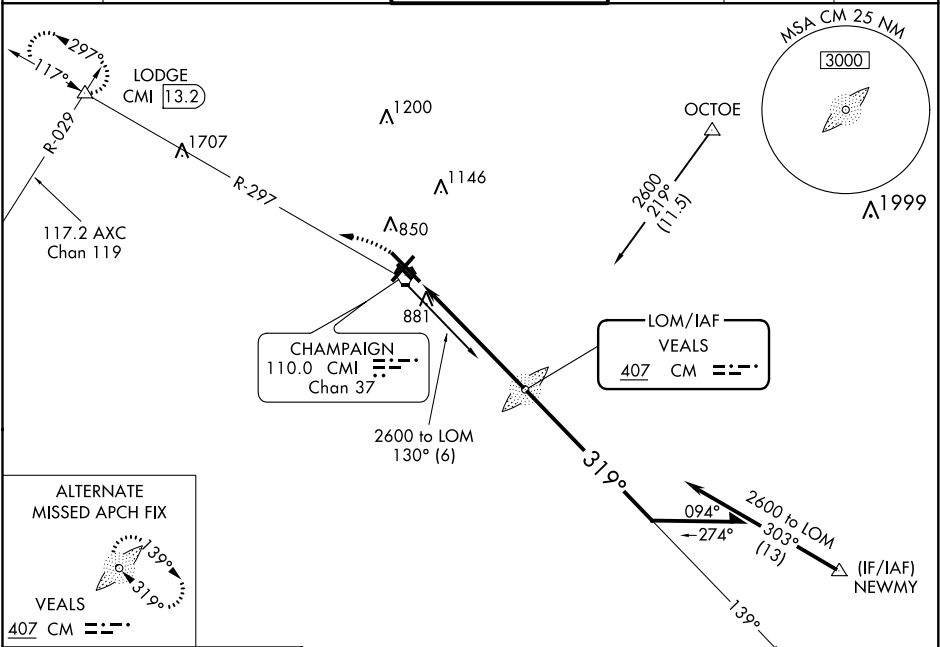 MSA CM 25 NM
3000
297°
117°
LODGE
CMI 13.2
1200
OCTOE
R-029
1707
R-297
1146
2600
219°
(11.5)
1999
850
117.2 AXC
Chan 119
881
CHAMPAIGN
110.0 CMI
Chan 37
LOM/IAF
VEALS
407 CM
2600 to LOM
130° (6)
319°
ALTERNATE
MISSED APCH FIX
139°
319°
VEALS
407 CM
094°
274°
2600 to LOM
303°
(13)
(IF/IAF)
NEWMY
139°